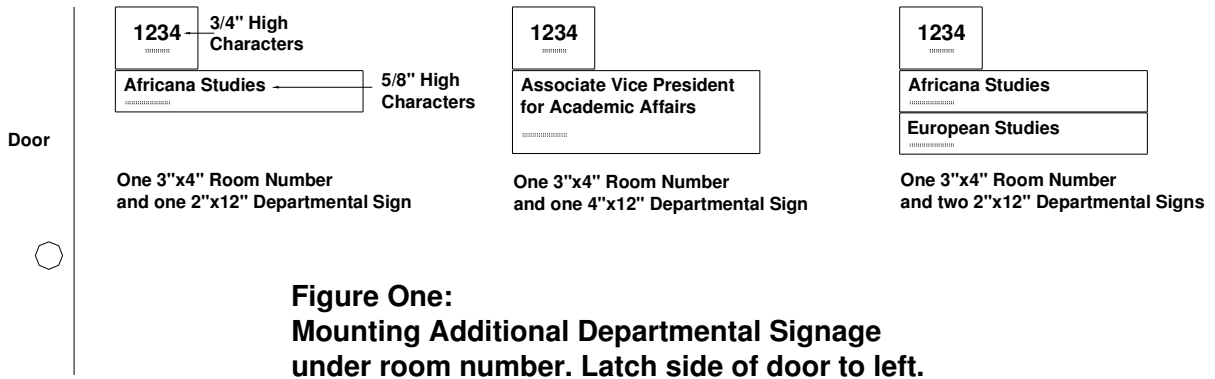 1234
3/4" High
Characters
Africana Studies
5/8" High
Characters
One 3"x4" Room Number
and one 2"x12" Departmental Sign
1234
Associate Vice President
for Academic Affairs
One 3"x4" Room Number
and one 4"x12" Departmental Sign
1234
Africana Studies
European Studies
One 3"x4" Room Number
and two 2"x12" Departmental Signs
Door
Figure One:
Mounting Additional Departmental Signage
under room number. Latch side of door to left.